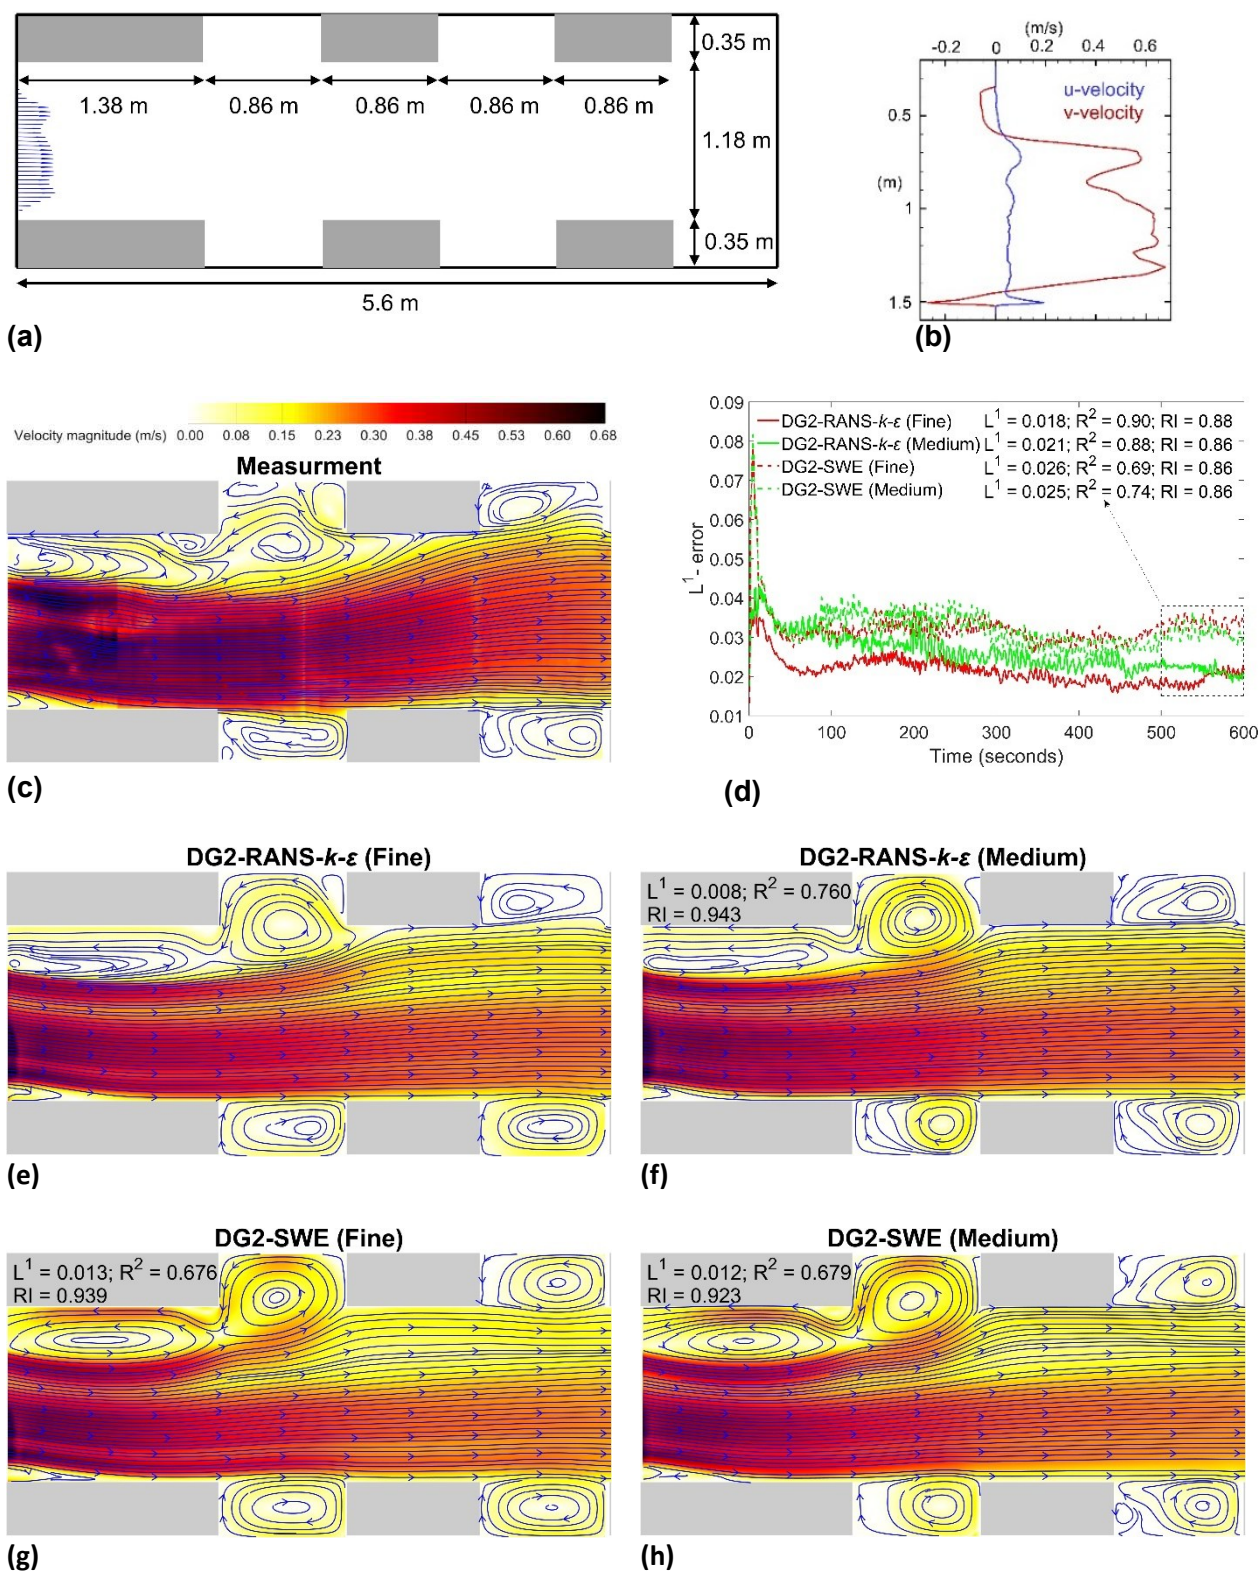 0.35 m
1.38 m 0.86 m 0.86 m 0.86 m 0.86 m
1.18 m
0.35 m
5.6 m
(a)
(m/s)
-0.2 0 0.2 0.4 0.6
u-velocity
v-velocity
0.5
(m)
1
1.5
(b)
Velocity magnitude (m/s) 0.00 0.08 0.15 0.23 0.30 0.38 0.45 0.53 0.60 0.68
Measurment
(c)
0.09
0.08
0.07
0.06
0.05
0.04
0.03
0.02
0.01
L¹- error
DG2-RANS-k-ε (Fine) L¹ = 0.018; R² = 0.90; RI = 0.88
DG2-RANS-k-ε (Medium) L¹ = 0.021; R² = 0.88; RI = 0.86
DG2-SWE (Fine) L¹ = 0.026; R² = 0.69; RI = 0.86
DG2-SWE (Medium) L¹ = 0.025; R² = 0.74; RI = 0.86
0 100 200 300 400 500 600
Time (seconds)
(d)
DG2-RANS-k-ε (Fine)
(e)
DG2-RANS-k-ε (Medium)
L¹ = 0.008; R² = 0.760
RI = 0.943
(f)
DG2-SWE (Fine)
L¹ = 0.013; R² = 0.676
RI = 0.939
(g)
DG2-SWE (Medium)
L¹ = 0.012; R² = 0.679
RI = 0.923
(h)